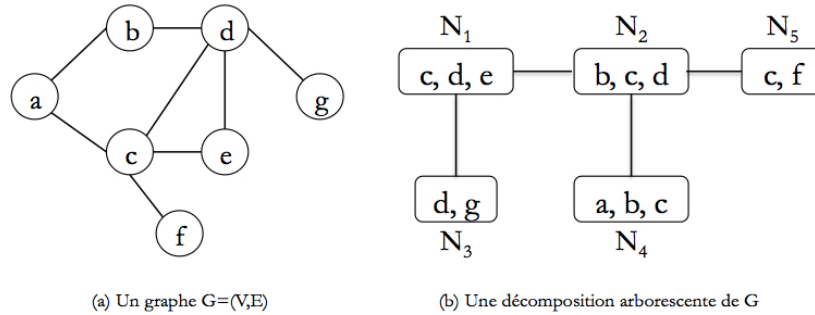 b
d
a
g
c
e
f
(a) Un graphe G=(V,E)
N₁
N₂
N₅
c, d, e
b, c, d
c, f
d, g
a, b, c
N₃
N₄
(b) Une décomposition arborescente de G